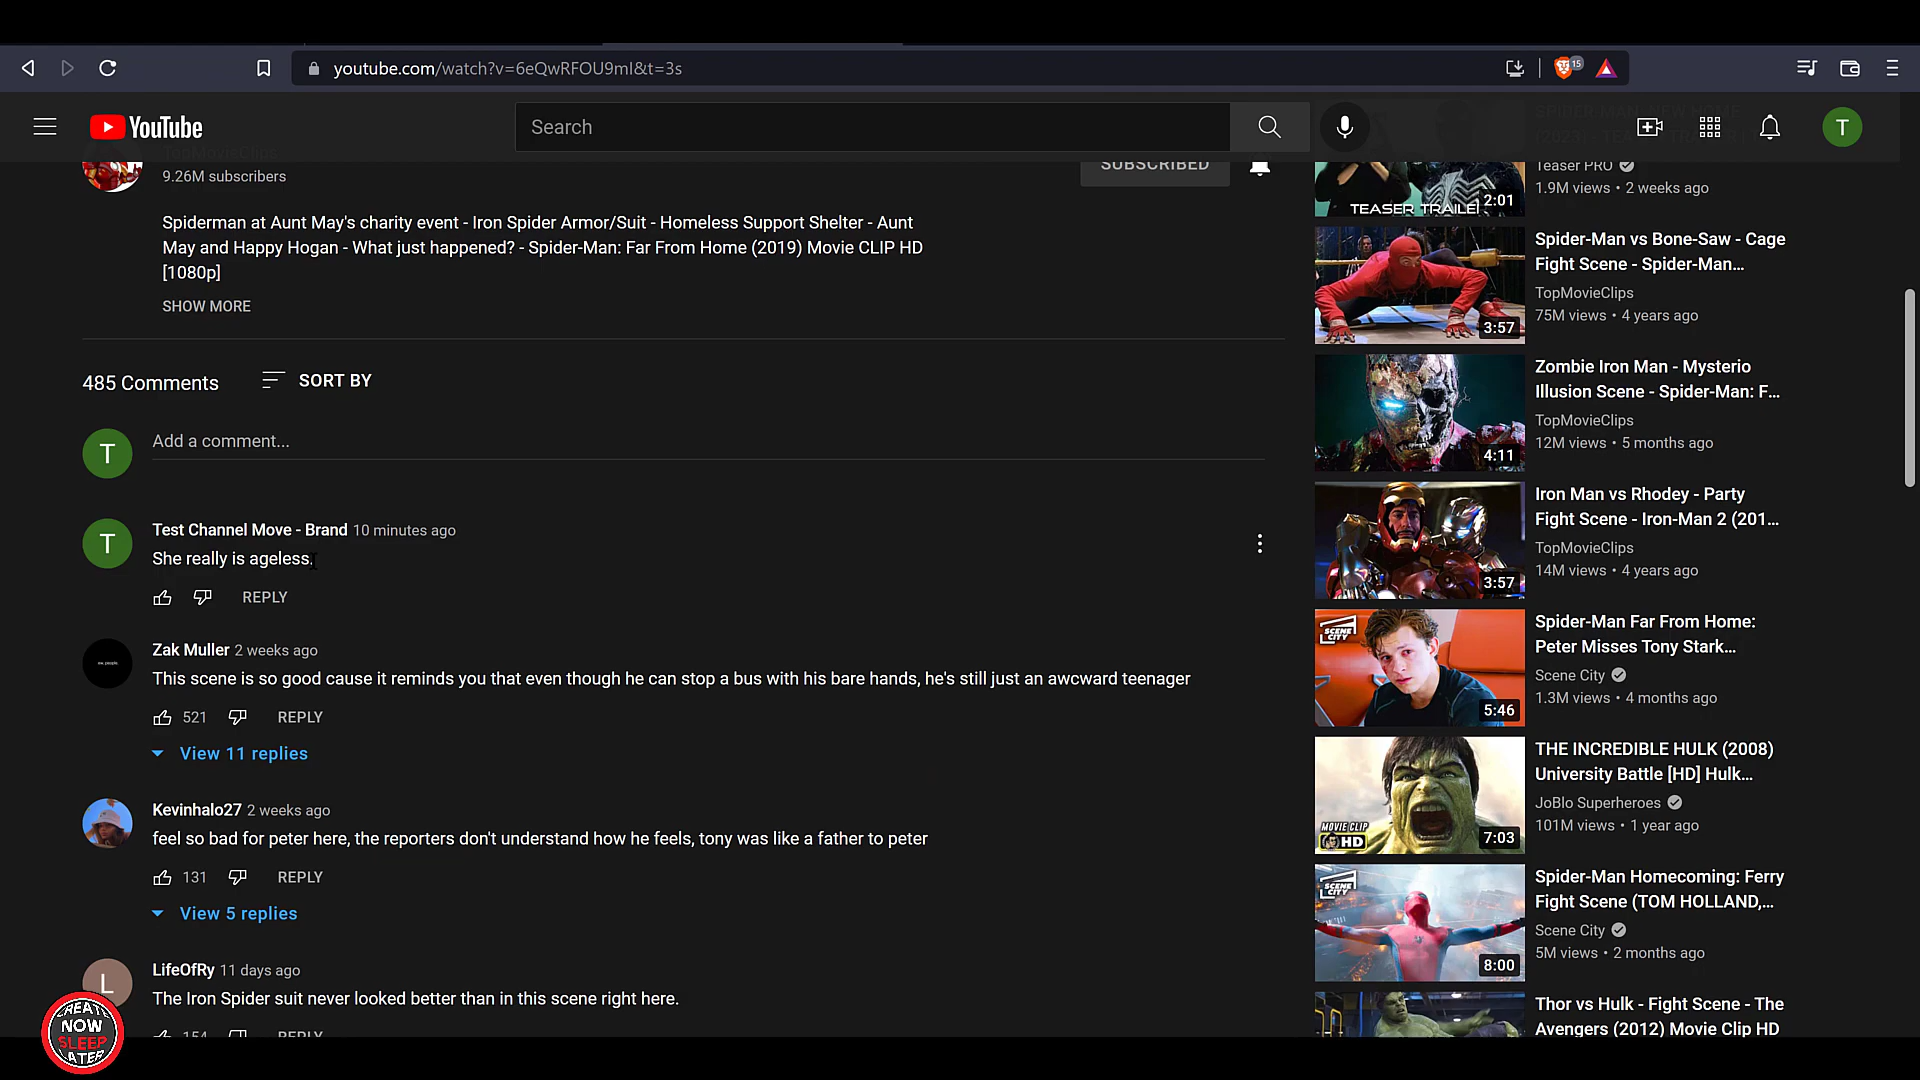 youtube.com/watch?v=6eQwRFOU9mI&t=3s
15
YouTube
Search
T
TopMovieClips
9.26M subscribers
SUBSCRIBED
Spiderman at Aunt May's charity event - Iron Spider Armor/Suit - Homeless Support Shelter - Aunt
May and Happy Hogan - What just happened? - Spider-Man: Far From Home (2019) Movie CLIP HD
[1080p]
SHOW MORE
485 Comments
SORT BY
T
Add a comment...
T
Test Channel Move - Brand 10 minutes ago
She really is ageless.
REPLY
Zak Muller 2 weeks ago
This scene is so good cause it reminds you that even though he can stop a bus with his bare hands, he's still just an awcward teenager
521 REPLY
View 11 replies
Kevinhalo27 2 weeks ago
feel so bad for peter here, the reporters don't understand how he feels, tony was like a father to peter
131 REPLY
View 5 replies
L
LifeOfRy 11 days ago
The Iron Spider suit never looked better than in this scene right here.
154 REPLY
CREATE
NOW
SLEEP
LATER
Teaser PRO
1.9M views • 2 weeks ago
TEASER TRAILE
2:01
Spider-Man vs Bone-Saw - Cage
Fight Scene - Spider-Man...
TopMovieClips
75M views • 4 years ago
3:57
Zombie Iron Man - Mysterio
Illusion Scene - Spider-Man: F...
TopMovieClips
12M views • 5 months ago
4:11
Iron Man vs Rhodey - Party
Fight Scene - Iron-Man 2 (201...
TopMovieClips
14M views • 4 years ago
3:57
SCENE
CITY
Spider-Man Far From Home:
Peter Misses Tony Stark...
Scene City
1.3M views • 4 months ago
5:46
THE INCREDIBLE HULK (2008)
University Battle [HD] Hulk...
JoBlo Superheroes
101M views • 1 year ago
MOVIE CLIP
HD
7:03
SCENE
CITY
Spider-Man Homecoming: Ferry
Fight Scene (TOM HOLLAND,...
Scene City
5M views • 2 months ago
8:00
Thor vs Hulk - Fight Scene - The
Avengers (2012) Movie Clip HD